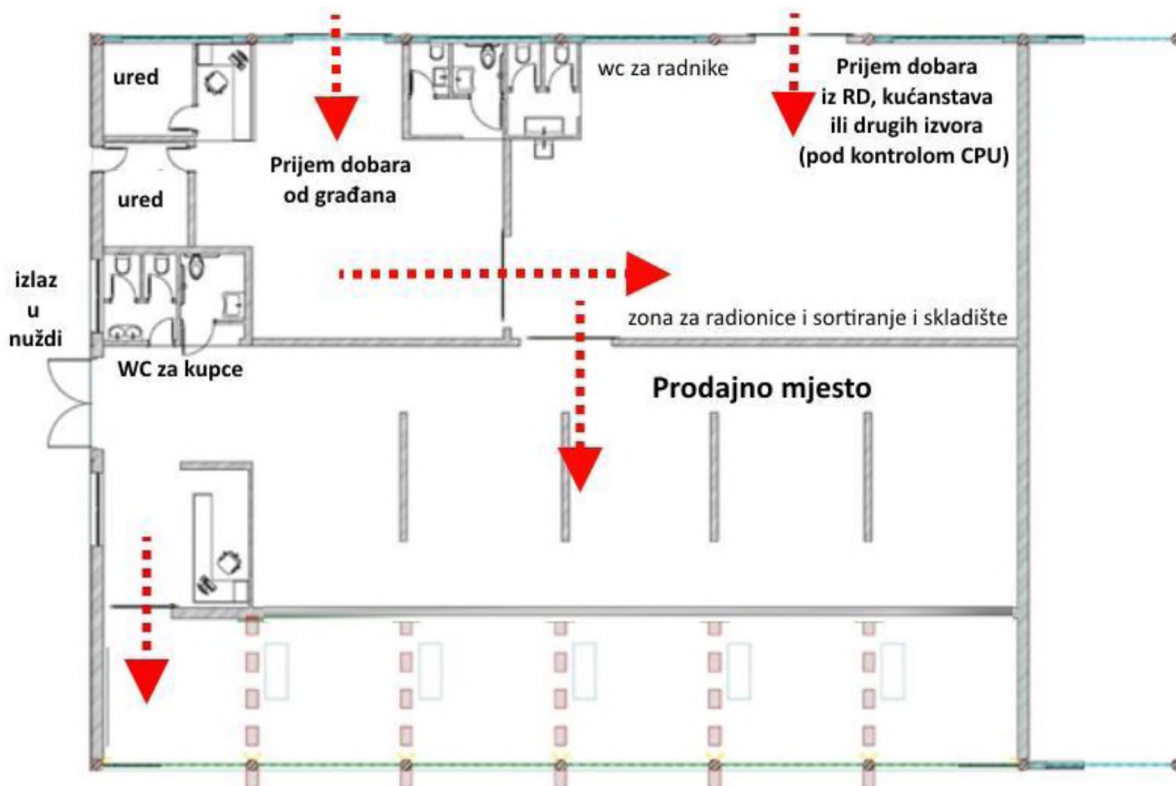 ured
wc za radnike
Prijem dobara
iz RD, kućanstava
ili drugih izvora
(pod kontrolom CPU)
Prijem dobara
od građana
ured
izlaz
u
nuždi
zona za radionice i sortiranje i skladište
WC za kupce
Prodajno mjesto